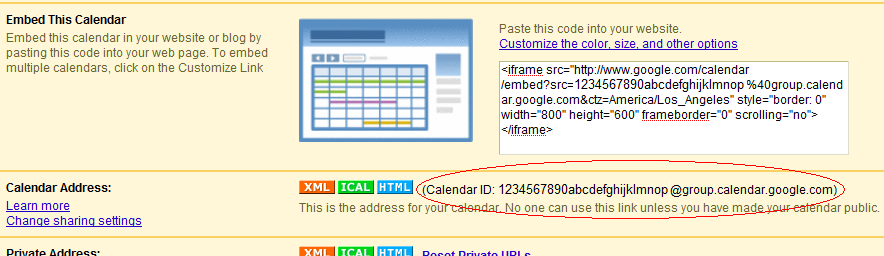 Embed This Calendar
Embed this calendar in your website or blog by
pasting this code into your web page. To embed
multiple calendars, click on the Customize Link
Paste this code into your website.
Customize the color, size, and other options
<iframe src="http://www.google.com/calendar
/embed?src=1234567890abcdefghijklmnop %40group.calen
dar.google.com&ctz=America/Los_Angeles" style="border: 0"
width="800" height="600" frameborder="0" scrolling="no">
</iframe>
Calendar Address:
Learn more
Change sharing settings
XML ICAL HTML (Calendar ID: 1234567890abcdefghijklmnop @group.calendar.google.com)
This is the address for your calendar. No one can use this link unless you have made your calendar public.
Private Address:
XML ICAL HTML Reset Private URLs